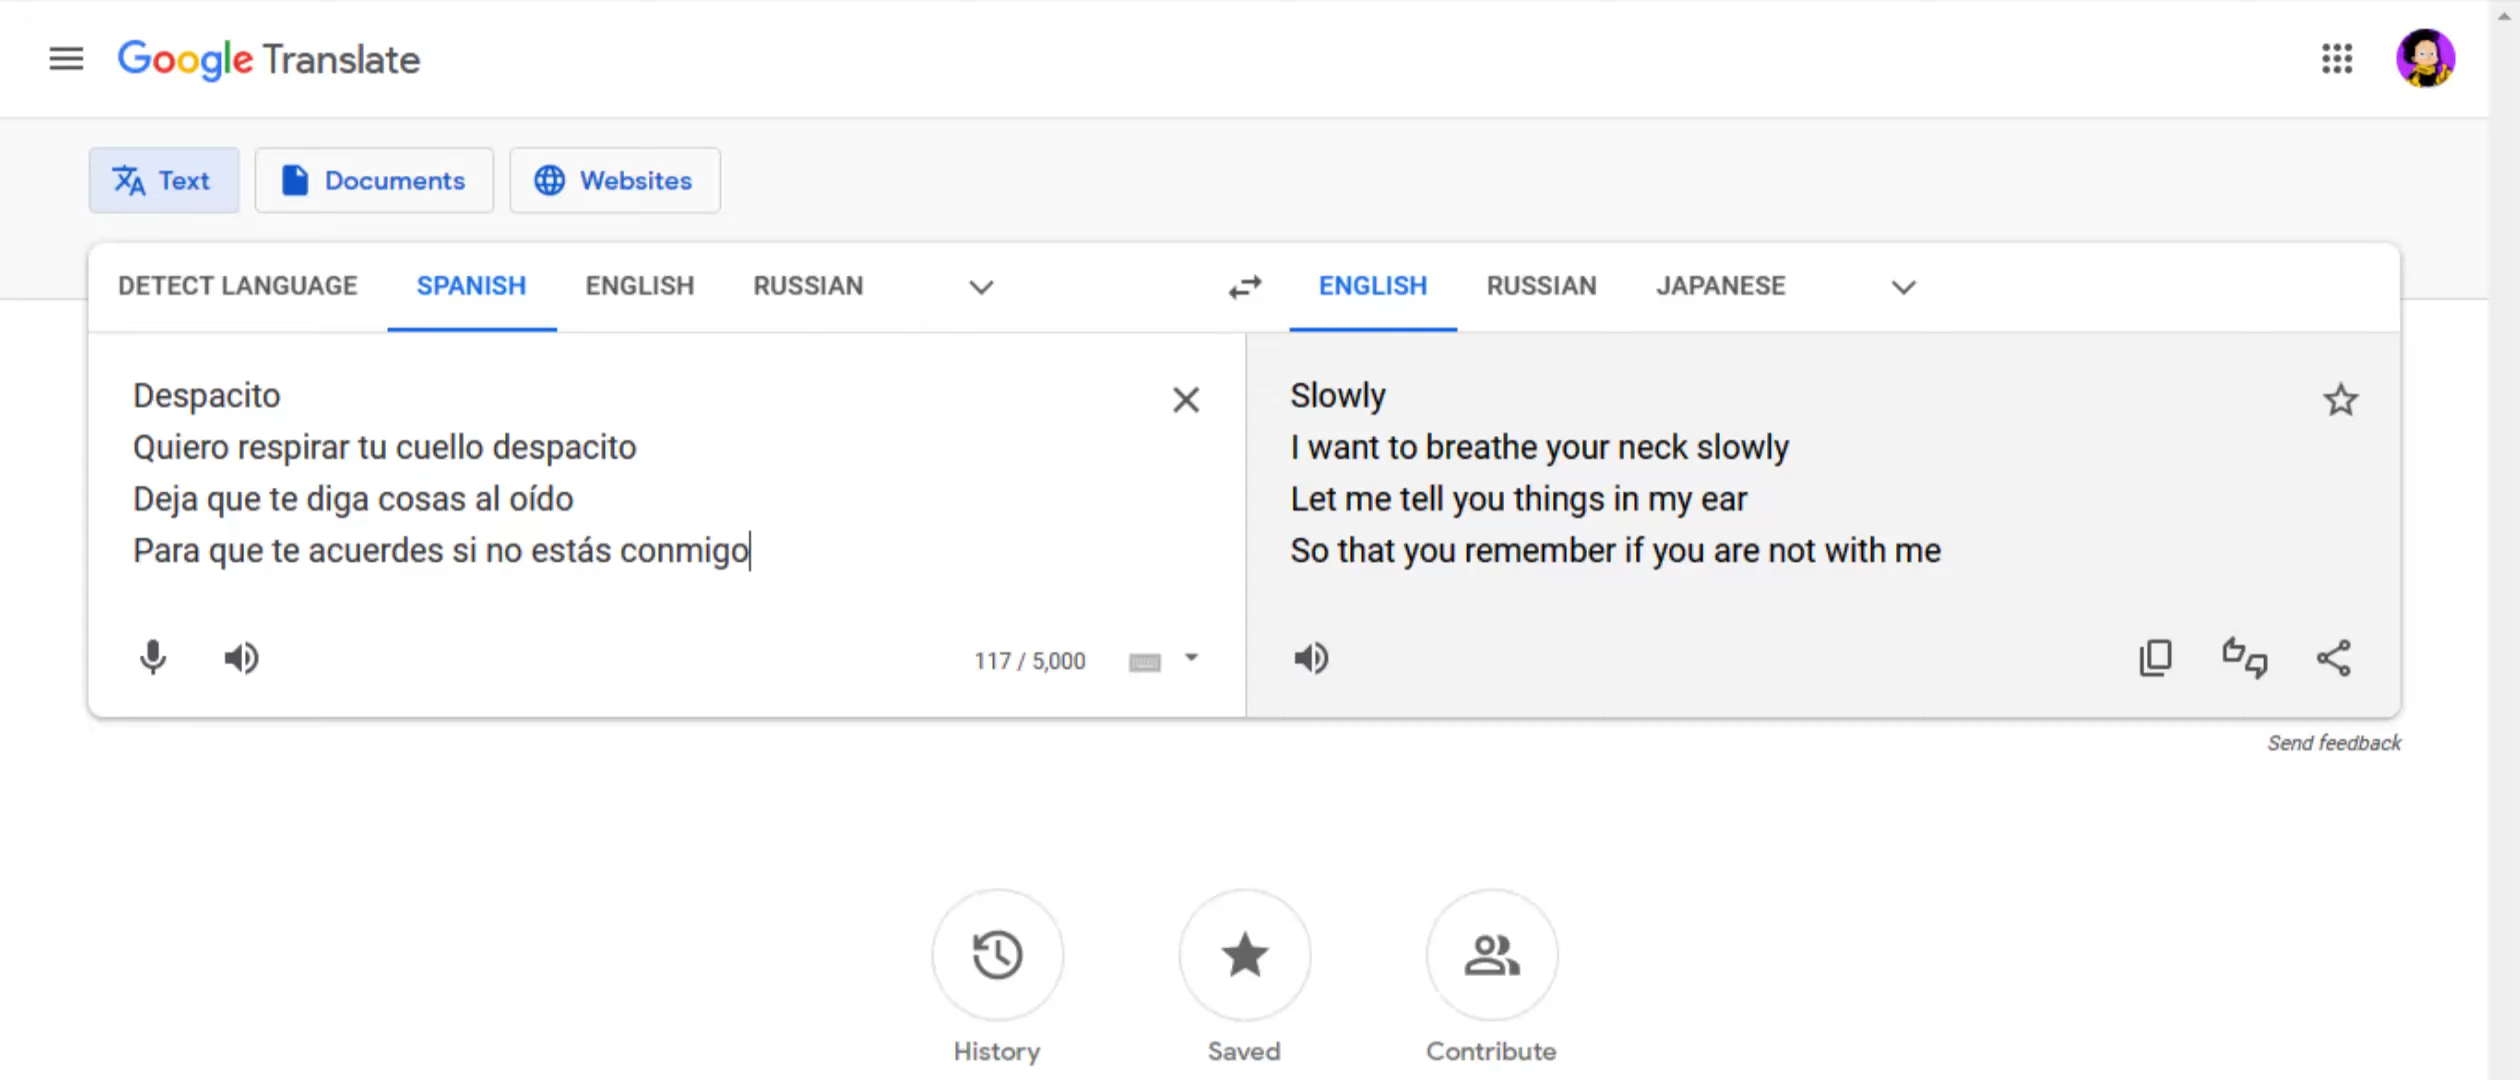 Google Translate
Text
Documents
Websites
DETECT LANGUAGE
SPANISH
ENGLISH
RUSSIAN
ENGLISH
RUSSIAN
JAPANESE
Despacito
Quiero respirar tu cuello despacito
Deja que te diga cosas al oído
Para que te acuerdes si no estás conmigo
117 / 5,000
Slowly
I want to breathe your neck slowly
Let me tell you things in my ear
So that you remember if you are not with me
Send feedback
History
Saved
Contribute